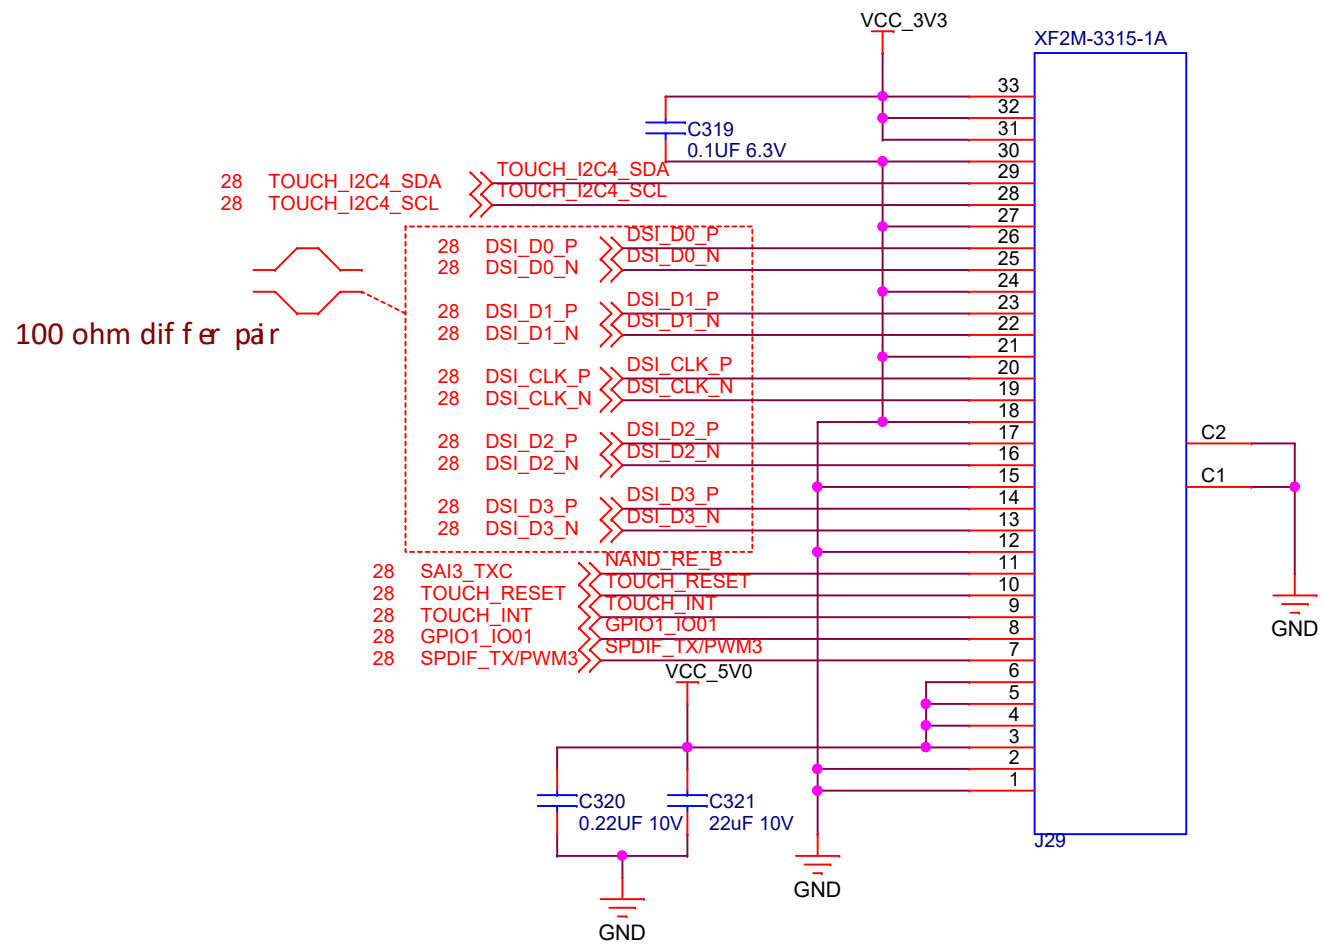 VCC_3V3
XF2M-3315-1A
33
32
31
30
29
28
27
26
25
24
23
22
21
20
19
18
17
16
15
14
13
12
11
10
9
8
7
6
5
4
3
2
1
C319
0.1UF 6.3V
28 TOUCH_I2C4_SDA TOUCH_I2C4_SDA
28 TOUCH_I2C4_SCL TOUCH_I2C4_SCL
28 DSI_D0_P DSI_D0_P
28 DSI_D0_N DSI_D0_N
28 DSI_D1_P DSI_D1_P
28 DSI_D1_N DSI_D1_N
100 ohm differ pair
28 DSI_CLK_P DSI_CLK_P
28 DSI_CLK_N DSI_CLK_N
28 DSI_D2_P DSI_D2_P
28 DSI_D2_N DSI_D2_N
28 DSI_D3_P DSI_D3_P
28 DSI_D3_N DSI_D3_N
28 SAI3_TXC NAND_RE_B
28 TOUCH_RESET TOUCH_RESET
28 TOUCH_INT TOUCH_INT
28 GPIO1_IO01 GPIO1_IO01
28 SPDIF_TX/PWM3 SPDIF_TX/PWM3
C2
C1
GND
VCC_5V0
C320
0.22UF 10V
C321
22uF 10V
J29
GND
GND